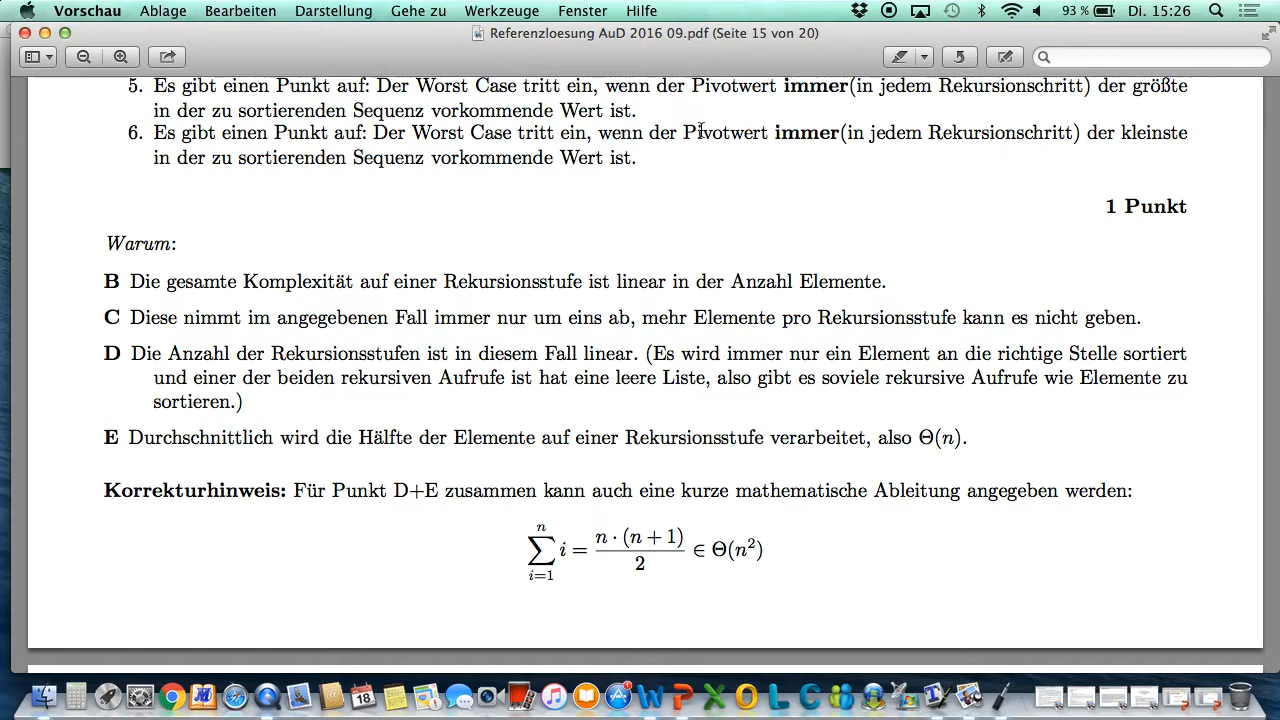 Vorschau Ablage Bearbeiten Darstellung Gehe zu Werkzeuge Fenster Hilfe 93 % Di. 15:26
Referenzloesung AuD 2016 09.pdf (Seite 15 von 20)
5. Es gibt einen Punkt auf: Der Worst Case tritt ein, wenn der Pivotwert immer(in jedem Rekursionschritt) der größte
in der zu sortierenden Sequenz vorkommende Wert ist.
6. Es gibt einen Punkt auf: Der Worst Case tritt ein, wenn der Pivotwert immer(in jedem Rekursionschritt) der kleinste
in der zu sortierenden Sequenz vorkommende Wert ist.
1 Punkt
Warum:
B Die gesamte Komplexität auf einer Rekursionsstufe ist linear in der Anzahl Elemente.
C Diese nimmt im angegebenen Fall immer nur um eins ab, mehr Elemente pro Rekursionsstufe kann es nicht geben.
D Die Anzahl der Rekursionsstufen ist in diesem Fall linear. (Es wird immer nur ein Element an die richtige Stelle sortiert
und einer der beiden rekursiven Aufrufe ist hat eine leere Liste, also gibt es soviele rekursive Aufrufe wie Elemente zu
sortieren.)
E Durchschnittlich wird die Hälfte der Elemente auf einer Rekursionsstufe verarbeitet, also Θ(n).
Korrekturhinweis: Für Punkt D+E zusammen kann auch eine kurze mathematische Ableitung angegeben werden:
∑_{i=1}^{n} i = n · (n + 1) / 2 ∈ Θ(n²)
18